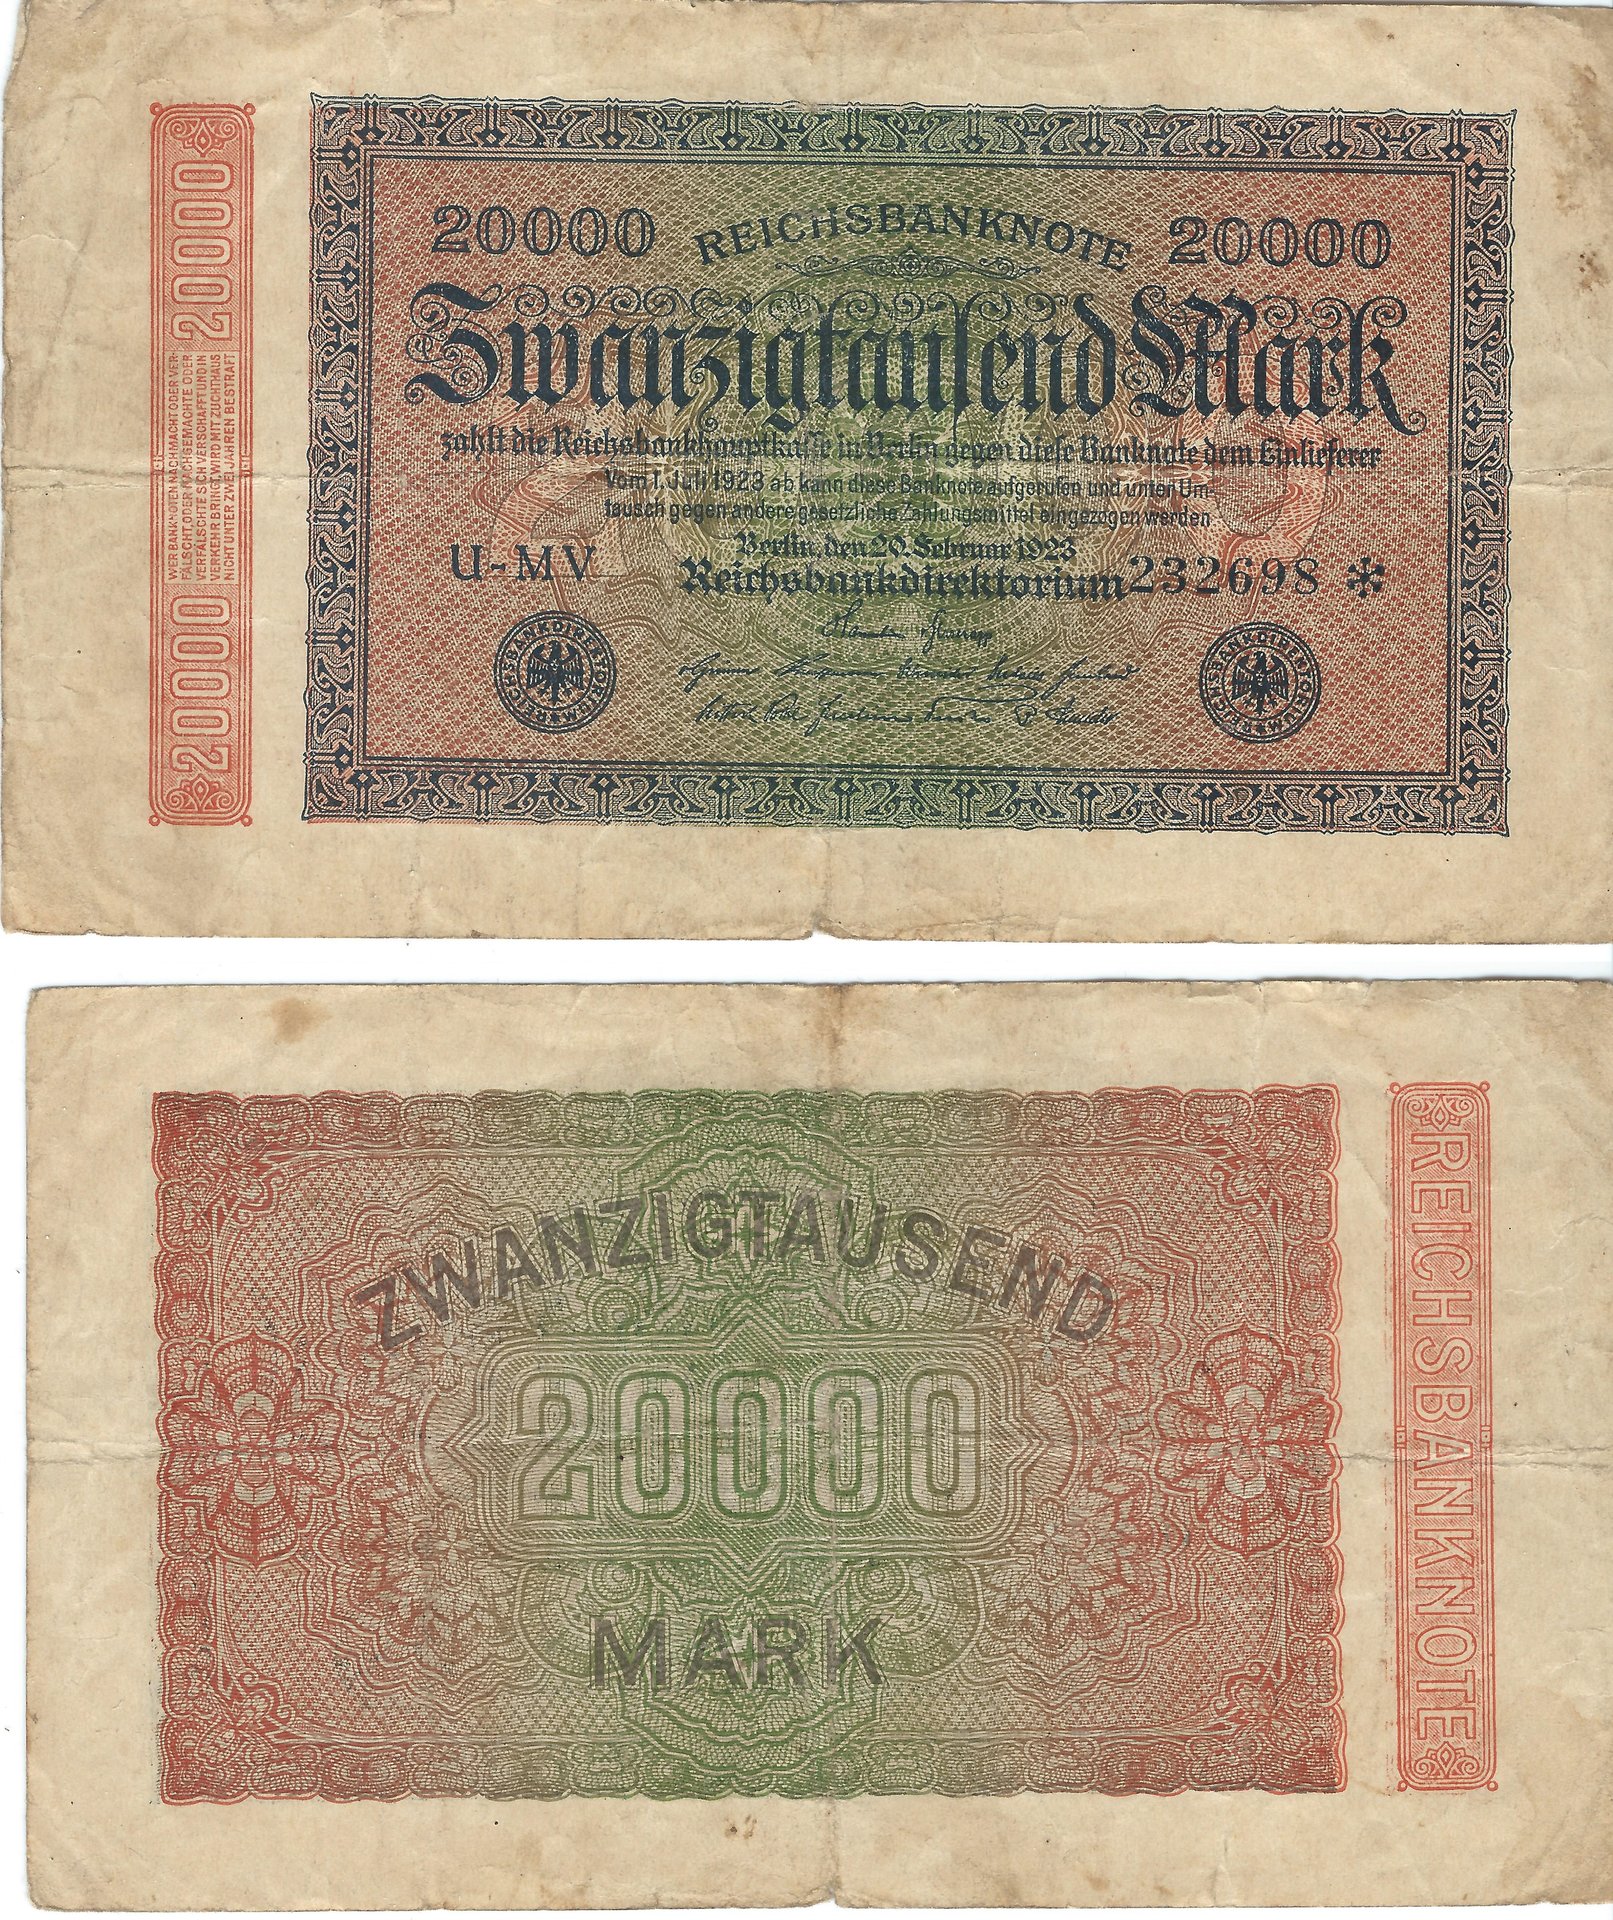 20000
REICHSBANKNOTE
20000
Zwanzigtausend Mark
zahlt die Reichsbankhauptkasse in Berlin gegen diese Banknote dem Einlieferer
Vom 1. Juli 1923 ab kann diese Banknote aufgerufen und unter Um-
tausch gegen andere gesetzliche Zahlungsmittel eingezogen werden
Berlin, den 20. Februar 1923
Reichsbankdirektorium
U-MV
232698 *
REICHSBANKDIREKTORIUM
REICHSBANKDIREKTORIUM
20000
WER BANKNOTEN NACHMACHT ODER VER-
FÄLSCHT, ODER NACHGEMACHTE ODER
VERFÄLSCHTE SICH VERSCHAFFT UND IN
VERKEHR BRINGT, WIRD MIT ZUCHTHAUS
NICHT UNTER ZWEI JAHREN BESTRAFT
20000
ZWANZIGTAUSEND
20000
MARK
REICHSBANKNOTE